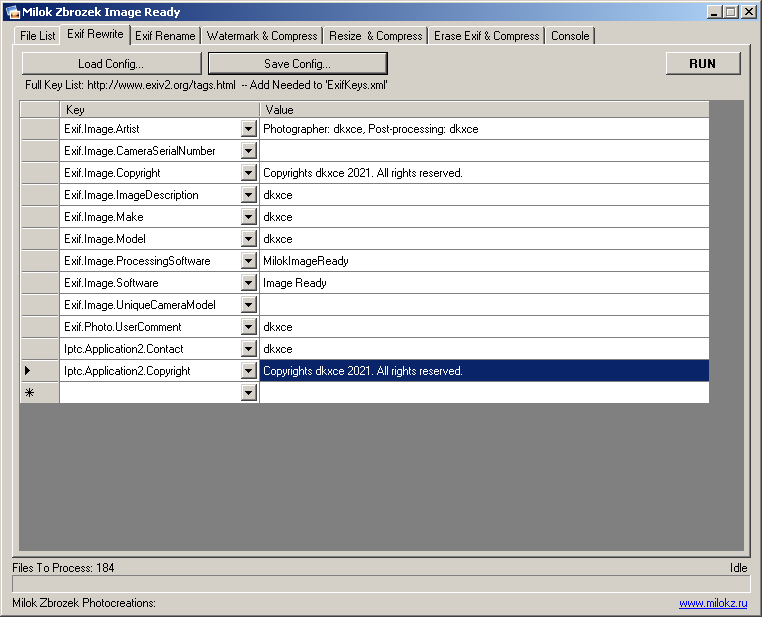 Milok Zbrozek Image Ready
File List Exif Rewrite Exif Rename Watermark & Compress Resize & Compress Erase Exif & Compress Console
Load Config... Save Config... RUN
Full Key List: http://www.exiv2.org/tags.html -- Add Needed to 'ExifKeys.xml'
Key Value
Exif.Image.Artist Photographer: dkxce, Post-processing: dkxce
Exif.Image.CameraSerialNumber
Exif.Image.Copyright Copyrights dkxce 2021. All rights reserved.
Exif.Image.ImageDescription dkxce
Exif.Image.Make dkxce
Exif.Image.Model dkxce
Exif.Image.ProcessingSoftware MilokImageReady
Exif.Image.Software Image Ready
Exif.Image.UniqueCameraModel
Exif.Photo.UserComment dkxce
Iptc.Application2.Contact dkxce
Iptc.Application2.Copyright Copyrights dkxce 2021. All rights reserved.
Files To Process: 184 Idle
Milok Zbrozek Photocreations: www.milokz.ru